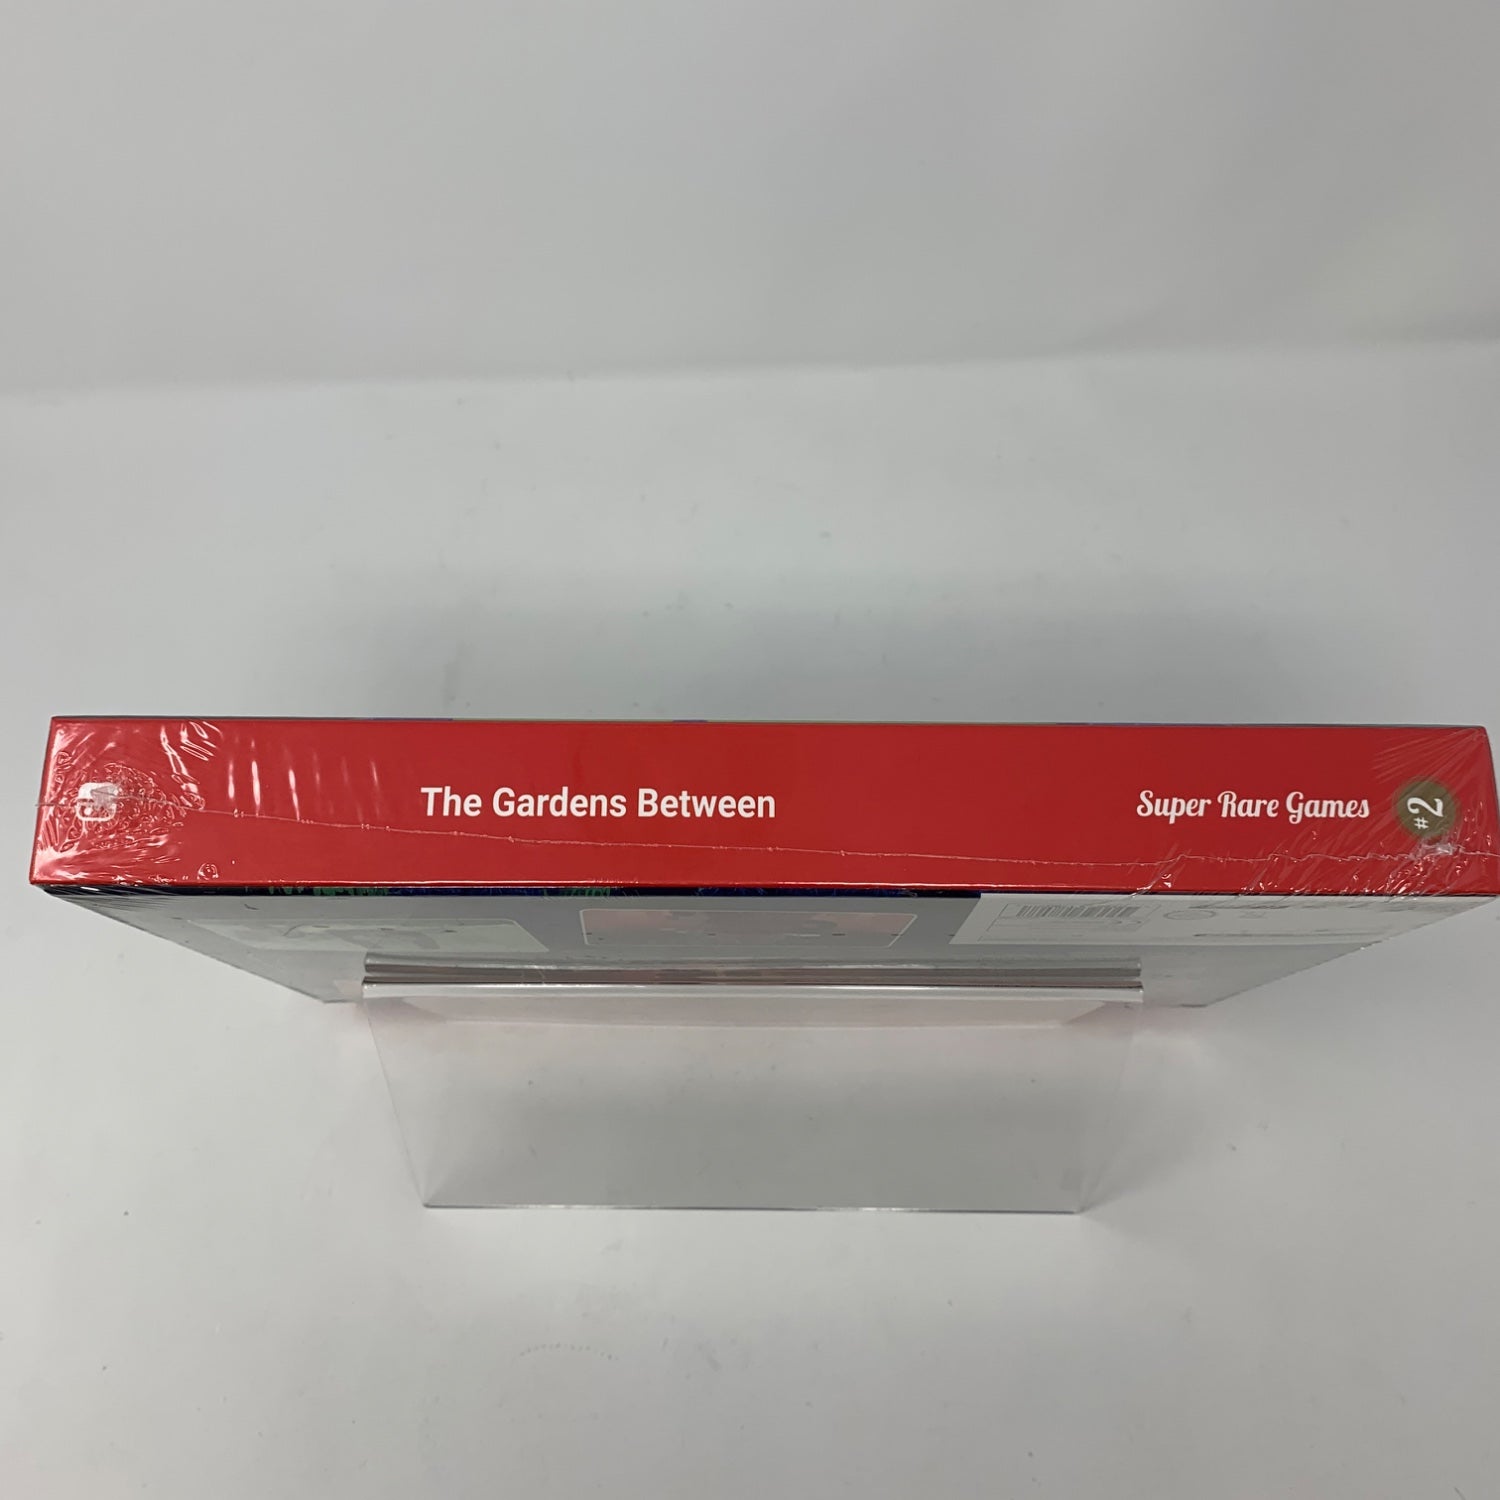 The Gardens Between
Super Rare Games
#2